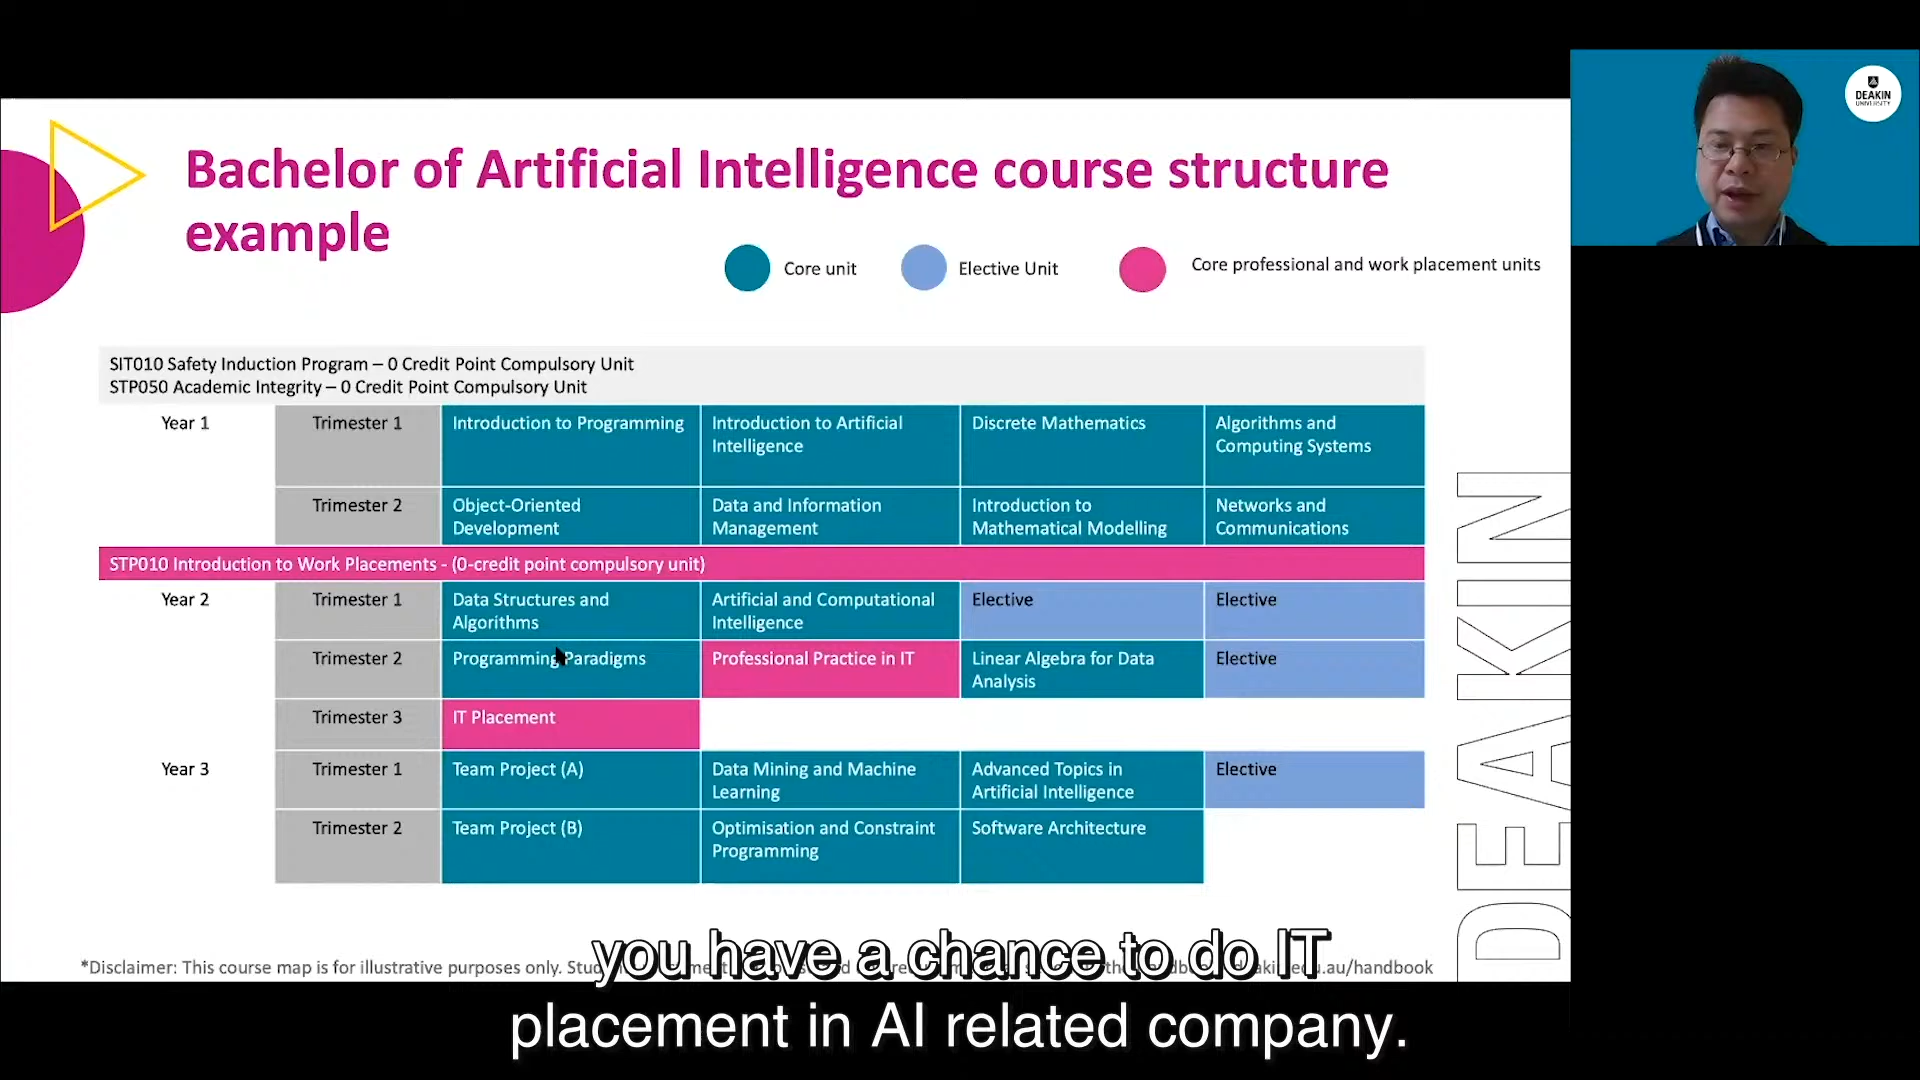 DEAKIN
UNIVERSITY
Bachelor of Artificial Intelligence course structure
example
Core unit
Elective Unit
Core professional and work placement units
SIT010 Safety Induction Program – 0 Credit Point Compulsory Unit
STP050 Academic Integrity – 0 Credit Point Compulsory Unit
Year 1
Trimester 1
Introduction to Programming
Introduction to Artificial
Intelligence
Discrete Mathematics
Algorithms and
Computing Systems
Trimester 2
Object-Oriented
Development
Data and Information
Management
Introduction to
Mathematical Modelling
Networks and
Communications
STP010 Introduction to Work Placements - (0-credit point compulsory unit)
Year 2
Trimester 1
Data Structures and
Algorithms
Artificial and Computational
Intelligence
Elective
Elective
Trimester 2
Programming Paradigms
Professional Practice in IT
Linear Algebra for Data
Analysis
Elective
Trimester 3
IT Placement
Year 3
Trimester 1
Team Project (A)
Data Mining and Machine
Learning
Advanced Topics in
Artificial Intelligence
Elective
Trimester 2
Team Project (B)
Optimisation and Constraint
Programming
Software Architecture
DEAKIN
*Disclaimer: This course map is for illustrative purposes only.
you have a chance to do IT
placement in AI related company.